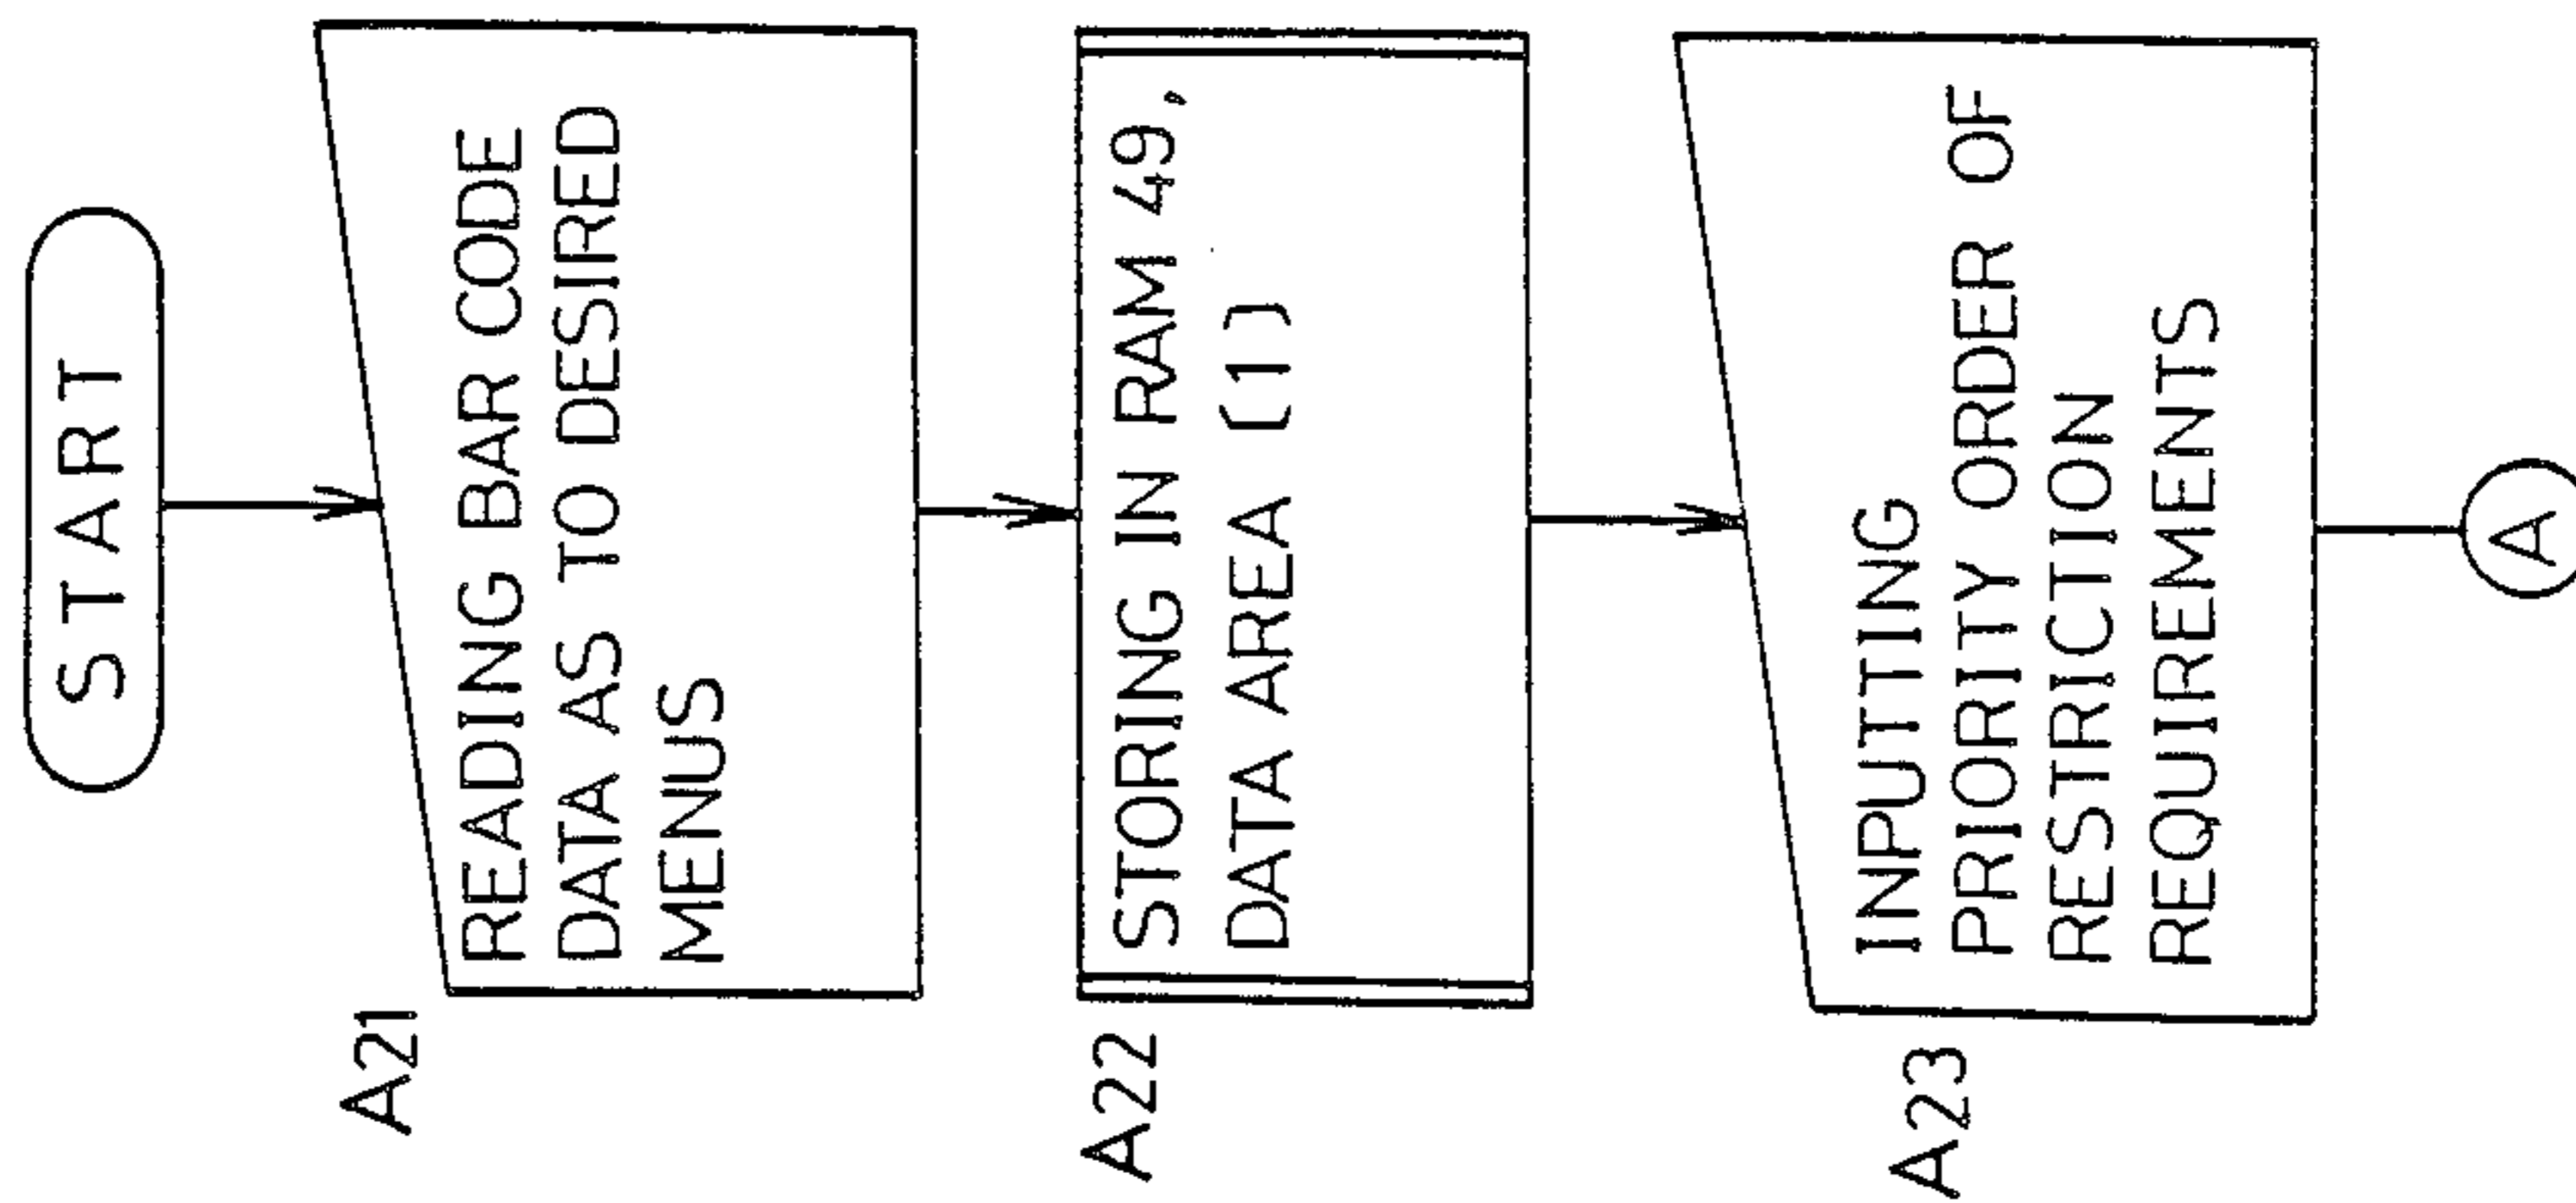 START
A21
READING BAR CODE
DATA AS TO DESIRED
MENUS
A22
STORING IN RAM 49,
DATA AREA (1)
A23
INPUTTING
PRIORITY ORDER OF
RESTRICTION
REQUIREMENTS
A